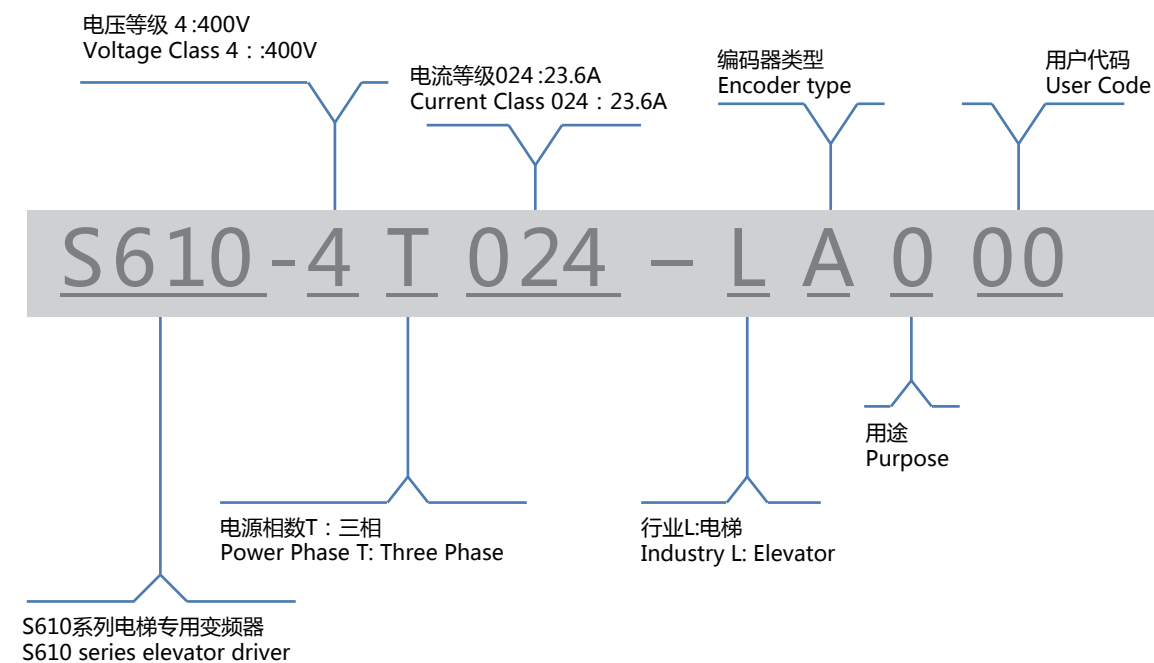 电压等级 4 :400V
Voltage Class 4：:400V
电流等级024 :23.6A
Current Class 024：23.6A
编码器类型
Encoder type
用户代码
User Code
S610-4T024－LA000
用途
Purpose
电源相数T：三相
Power Phase T: Three Phase
行业L:电梯
Industry L: Elevator
S610系列电梯专用变频器
S610 series elevator driver